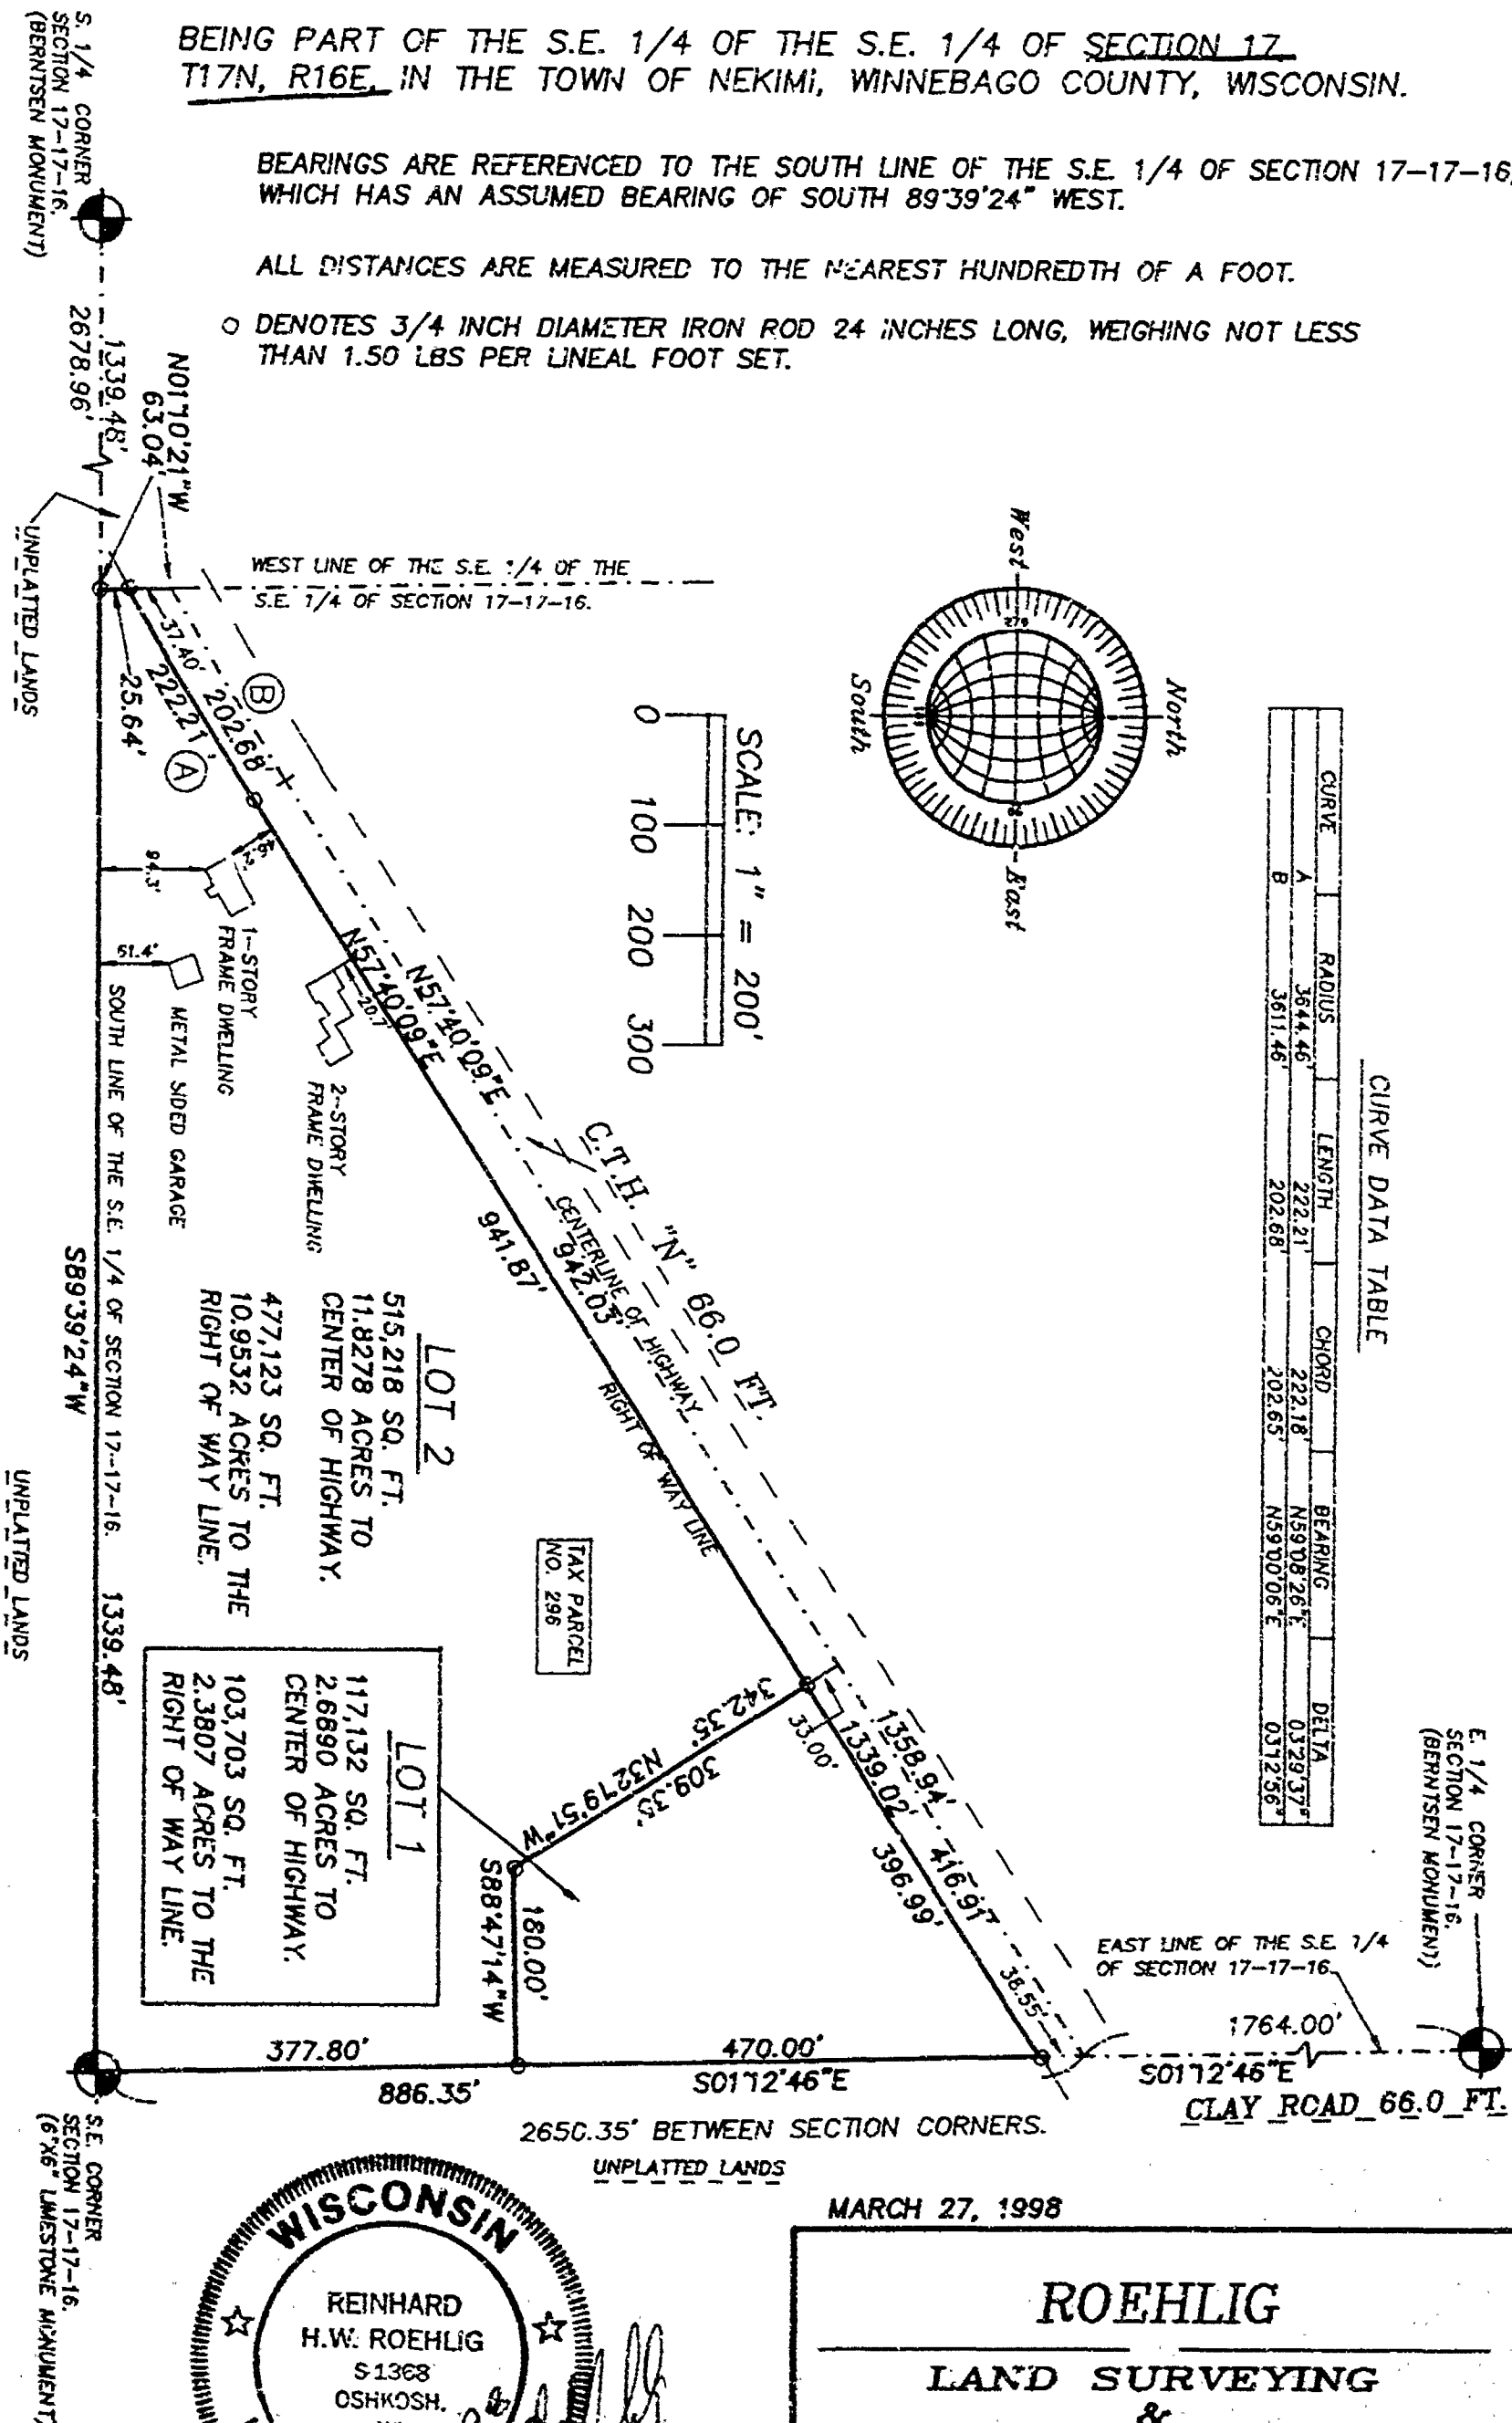 BEING PART OF THE S.E. 1/4 OF THE S.E. 1/4 OF SECTION 17
T17N, R16E, IN THE TOWN OF NEKIMI, WINNEBAGO COUNTY, WISCONSIN.
BEARINGS ARE REFERENCED TO THE SOUTH LINE OF THE S.E. 1/4 OF SECTION 17-17-16,
WHICH HAS AN ASSUMED BEARING OF SOUTH 89°39'24" WEST.
ALL DISTANCES ARE MEASURED TO THE NEAREST HUNDREDTH OF A FOOT.
○ DENOTES 3/4 INCH DIAMETER IRON ROD 24 INCHES LONG, WEIGHING NOT LESS
THAN 1.50 LBS PER LINEAL FOOT SET.
S. 1/4 CORNER
SECTION 17-17-16.
(BERNTSEN MONUMENT)
1339.48'
2678.96'
N01°10'21"W
63.04'
UNPLATTED LANDS
WEST LINE OF THE S.E. 1/4 OF THE
S.E. 1/4 OF SECTION 17-17-16.
West
North
South
East
SCALE: 1" = 200'
0 100 200 300
CURVE DATA TABLE
CURVE RADIUS LENGTH CHORD BEARING DELTA
A 3644.46' 222.21' 222.18' N59°08'26"E 03°29'37"
B 3611.46' 202.68' 202.65' N59°00'06"E 03°12'56"
37.40'
202.68'
B
222.21'
A
25.64'
46.2'
94.3'
1-STORY
FRAME DWELLING
51.4'
METAL SIDED GARAGE
20.7'
2-STORY
FRAME DWELLING
N57°40'09"E
N57°40'09"E
C.T.H. "N" 66.0 FT.
CENTERLINE OF HIGHWAY
942.03'
941.87'
RIGHT OF WAY LINE
SOUTH LINE OF THE S.E. 1/4 OF SECTION 17-17-16.
S89°39'24"W
1339.48'
UNPLATTED LANDS
LOT 2
515,218 SQ. FT.
11.8278 ACRES TO
CENTER OF HIGHWAY.
477,123 SQ. FT.
10.9532 ACRES TO THE
RIGHT OF WAY LINE.
TAX PARCEL
NO. 296
LOT 1
117,132 SQ. FT.
2.6890 ACRES TO
CENTER OF HIGHWAY.
103,703 SQ. FT.
2.3807 ACRES TO THE
RIGHT OF WAY LINE.
342.35'
309.35'
N32°19'51"W
33.00'
1358.94'
1339.02'
416.91'
396.99'
38.55'
180.00'
S88°47'14"W
E. 1/4 CORNER
SECTION 17-17-16.
(BERNTSEN MONUMENT)
EAST LINE OF THE S.E. 1/4
OF SECTION 17-17-16
1764.00'
S01°12'46"E
CLAY ROAD 66.0 FT.
377.80'
470.00'
886.35'
S01°12'46"E
2650.35' BETWEEN SECTION CORNERS.
UNPLATTED LANDS
S.E. CORNER
SECTION 17-17-16.
(6"X6" LIMESTONE MONUMENT)
MARCH 27, 1998
WISCONSIN
REINHARD
H.W. ROEHLIG
S-1368
OSHKOSH.
ROEHLIG
LAND SURVEYING
&